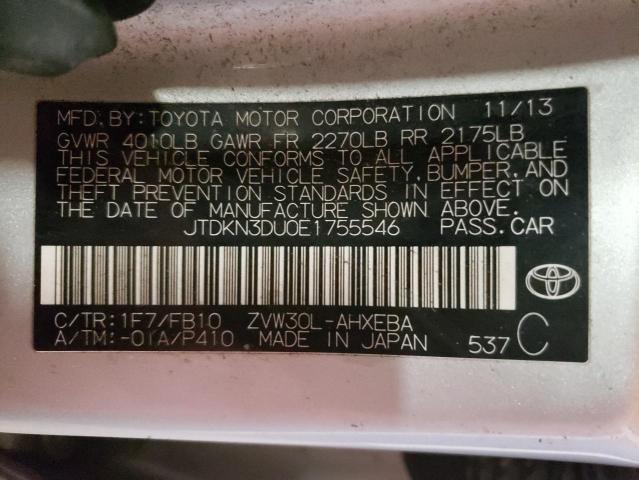 MFD. BY: TOYOTA MOTOR CORPORATION 11/13
GVWR 4010LB GAWR FR 2270LB RR 2175LB
THIS VEHICLE CONFORMS TO ALL APPLICABLE
FEDERAL MOTOR VEHICLE SAFETY, BUMPER, AND
THEFT PREVENTION STANDARDS IN EFFECT ON
THE DATE OF MANUFACTURE SHOWN ABOVE.
JTDKN3DU0E1755546 PASS. CAR
C/TR: 1F7/FB10 ZVW30L-AHXEBA
A/TM: -01A/P410 MADE IN JAPAN 537 C